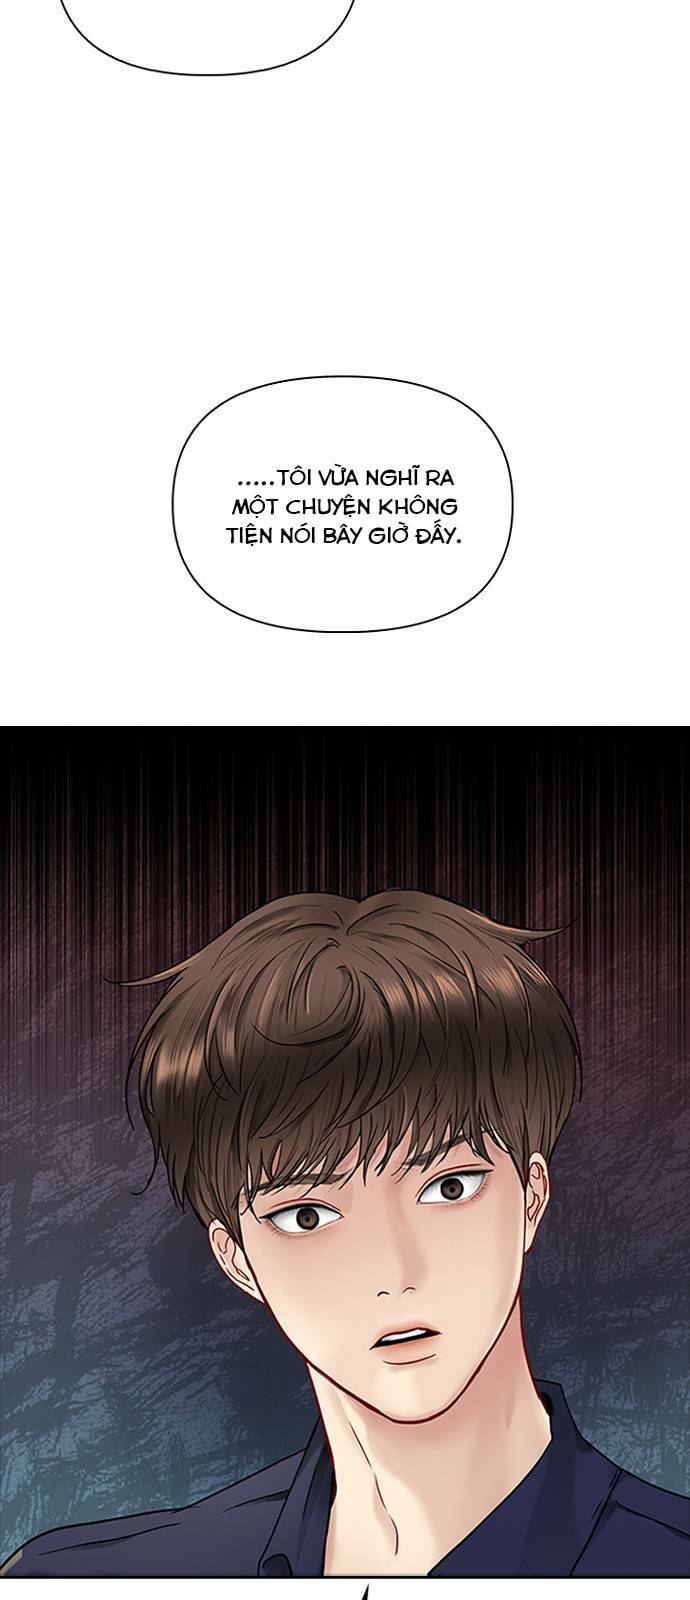 .....TÔI VỪA NGHĨ RA
MỘT CHUYỆN KHÔNG
TIỆN NÓI BÂY GIỜ ĐẤY.